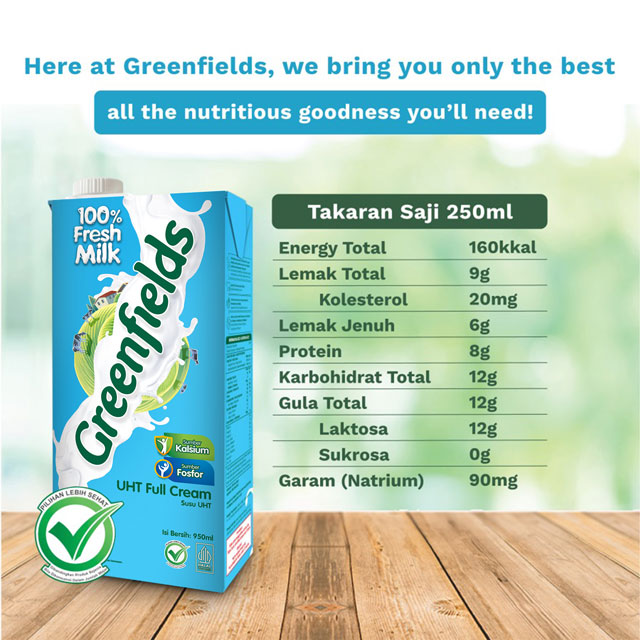 Here at Greenfields, we bring you only the best
all the nutritious goodness you'll need!
100%
Fresh
Milk
Greenfields
Sumber
Kalsium
Sumber
Fosfor
UHT Full Cream
Susu UHT
Isi Bersih: 950ml
PILIHAN LEBIH SEHAT
Takaran Saji 250ml
Energy Total 160kkal
Lemak Total 9g
Kolesterol 20mg
Lemak Jenuh 6g
Protein 8g
Karbohidrat Total 12g
Gula Total 12g
Laktosa 12g
Sukrosa 0g
Garam (Natrium) 90mg